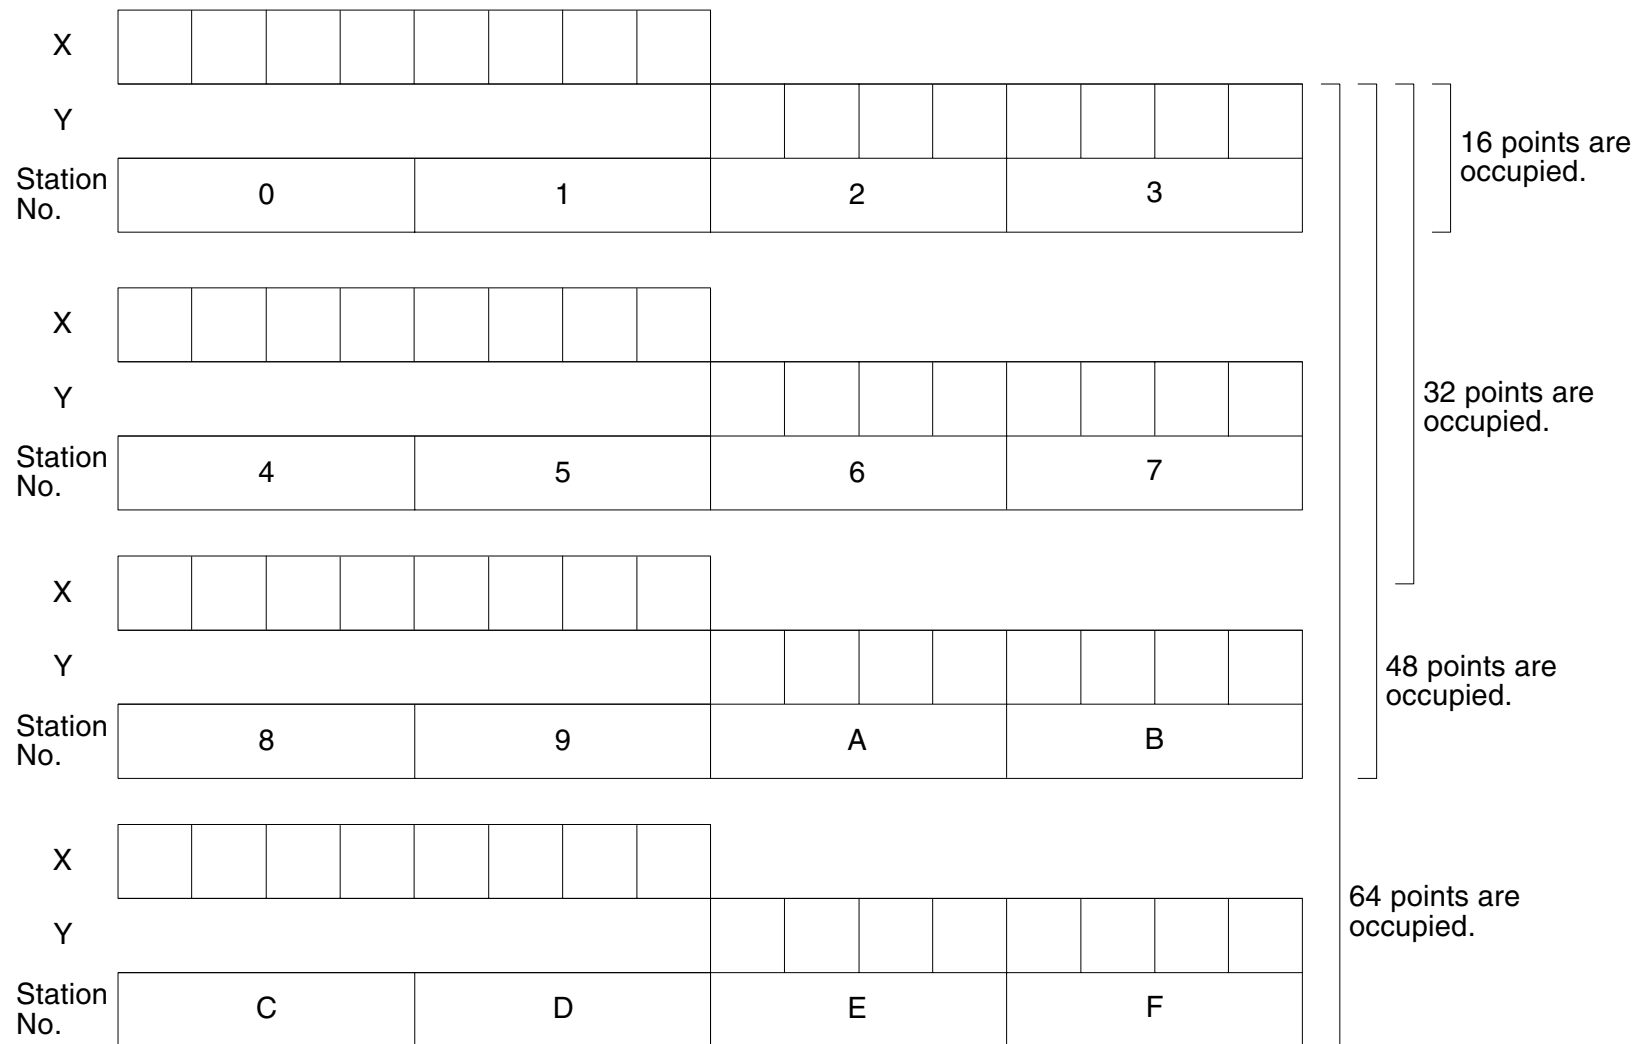 X
Y
Station
No.
0 1 2 3
16 points are
occupied.
X
Y
Station
No.
4 5 6 7
32 points are
occupied.
X
Y
Station
No.
8 9 A B
48 points are
occupied.
X
Y
Station
No.
C D E F
64 points are
occupied.